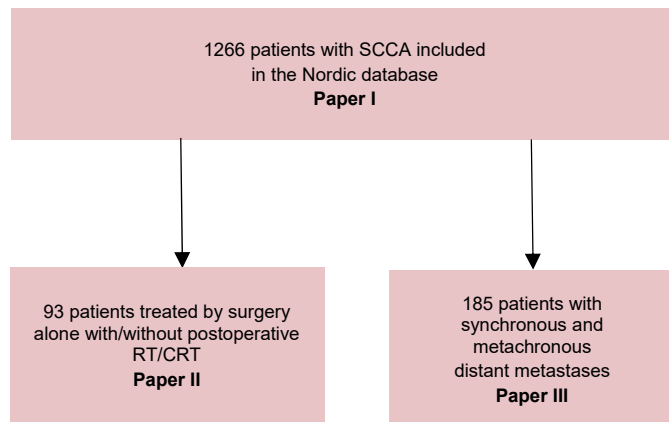 1266 patients with SCCA included
in the Nordic database
Paper I
93 patients treated by surgery
alone with/without postoperative
RT/CRT
Paper II
185 patients with
synchronous and
metachronous
distant metastases
Paper III